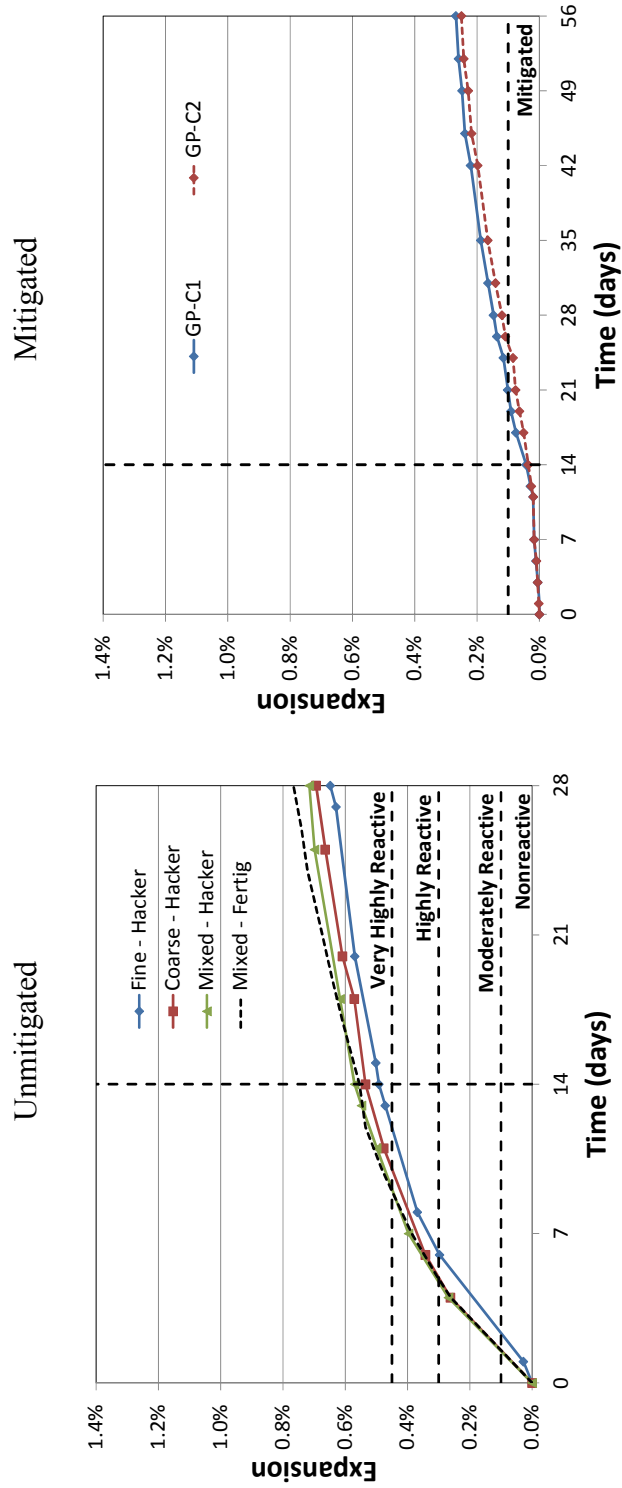 Unmitigated
1.4%
1.2%
1.0%
0.8%
0.6%
0.4%
0.2%
0.0%
Expansion
Fine - Hacker
Coarse - Hacker
Mixed - Hacker
Mixed - Fertig
Very Highly Reactive
Highly Reactive
Moderately Reactive
Nonreactive
0 7 14 21 28
Time (days)
Mitigated
1.4%
1.2%
1.0%
0.8%
0.6%
0.4%
0.2%
0.0%
Expansion
GP-C1 GP-C2
Mitigated
0 7 14 21 28 35 42 49 56
Time (days)